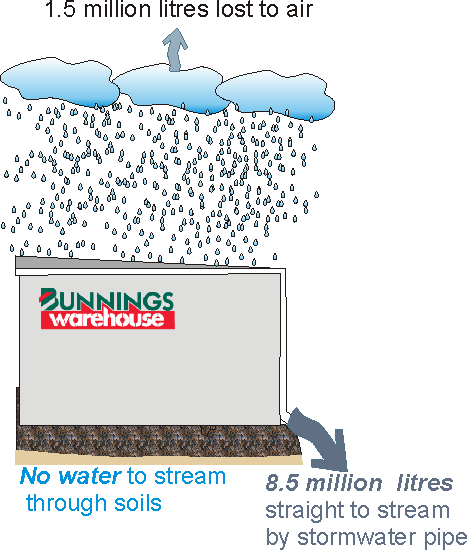 1.5 million litres lost to air
BUNNINGS
warehouse
No water to stream
through soils
8.5 million litres
straight to stream
by stormwater pipe